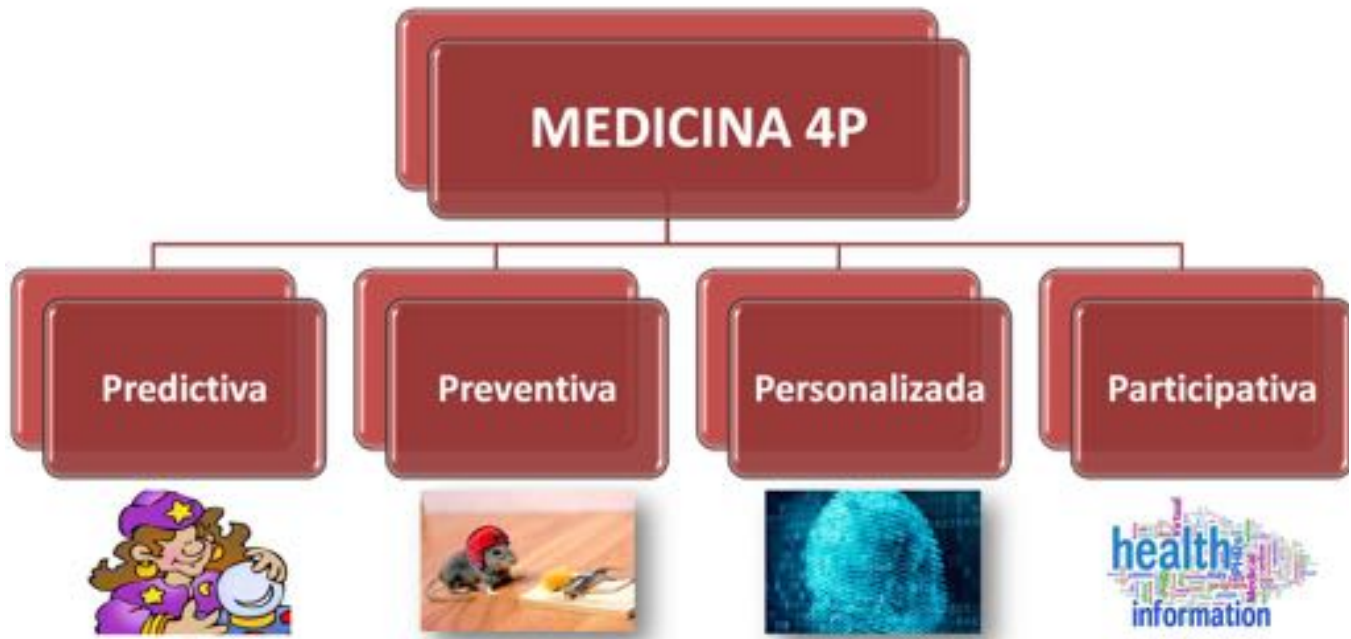 MEDICINA 4P
Predictiva
Preventiva
Personalizada
Participativa
health
information